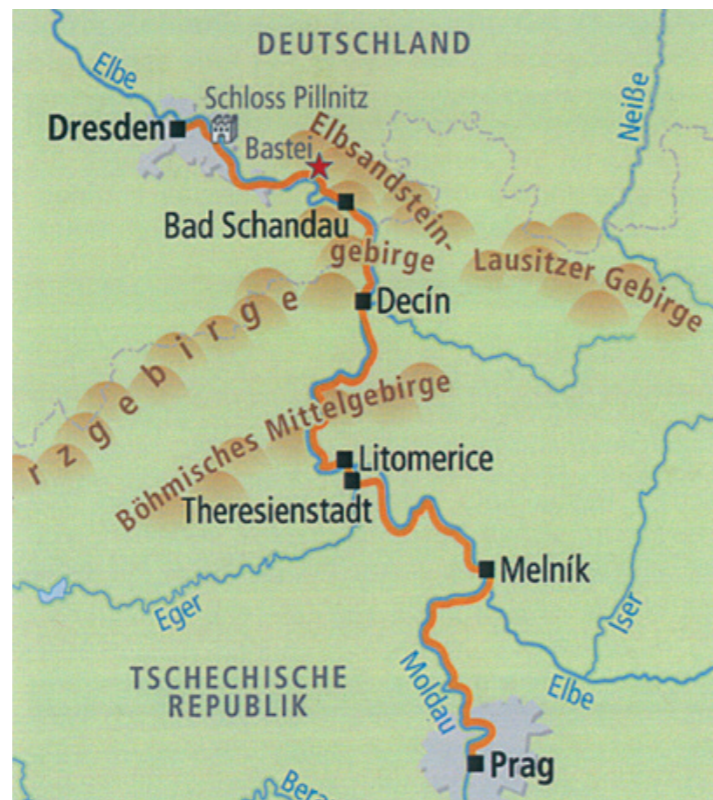 DEUTSCHLAND
Elbe
Neiße
Schloss Pillnitz
Dresden
Bastei
Elbsandstein-
gebirge
Bad Schandau
Lausitzer Gebirge
Decín
rzgebirge
Böhmisches Mittelgebirge
Litomerice
Theresienstadt
Melník
Eger
Iser
TSCHECHISCHE
REPUBLIK
Moldau
Elbe
Prag
Bera